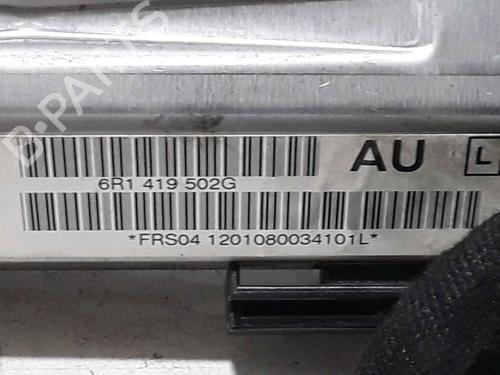 B-PARTS
AU L
6R1 419 502G
*FRS04 1201080034101L*